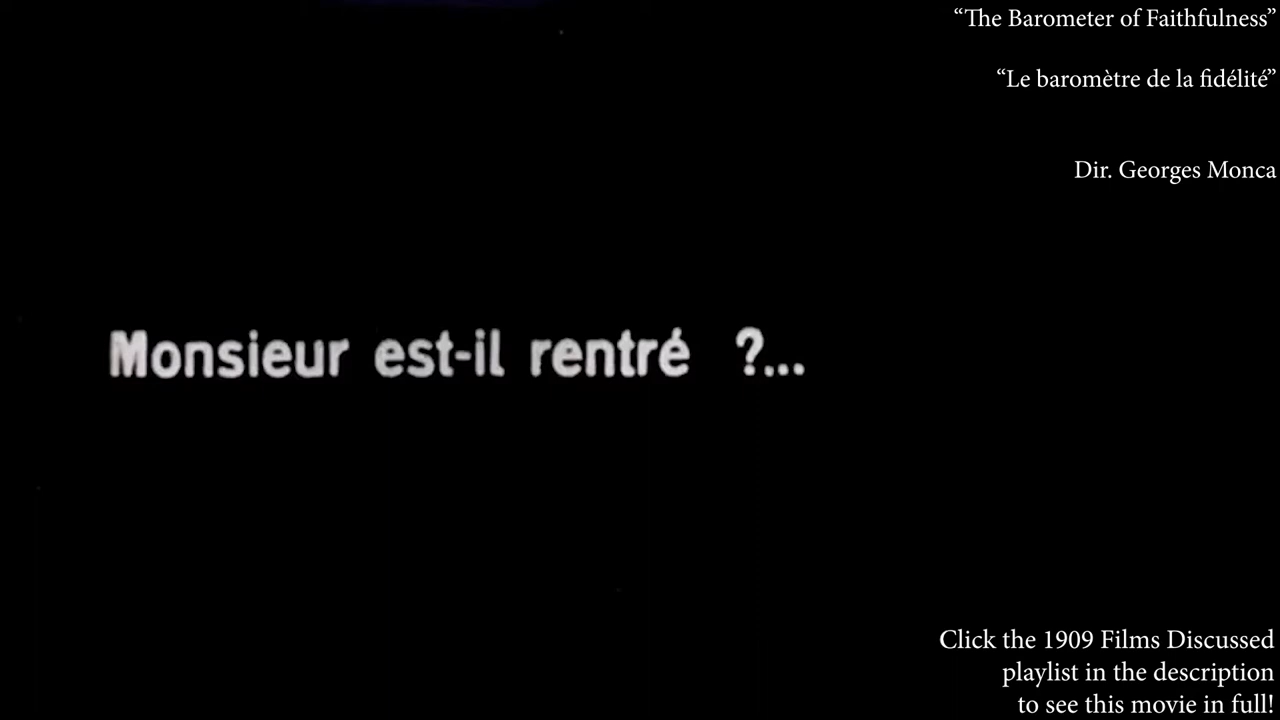 “The Barometer of Faithfulness”
“Le baromètre de la fidélité”
Dir. Georges Monca
Monsieur est-il rentré ?...
Click the 1909 Films Discussed
playlist in the description
to see this movie in full!